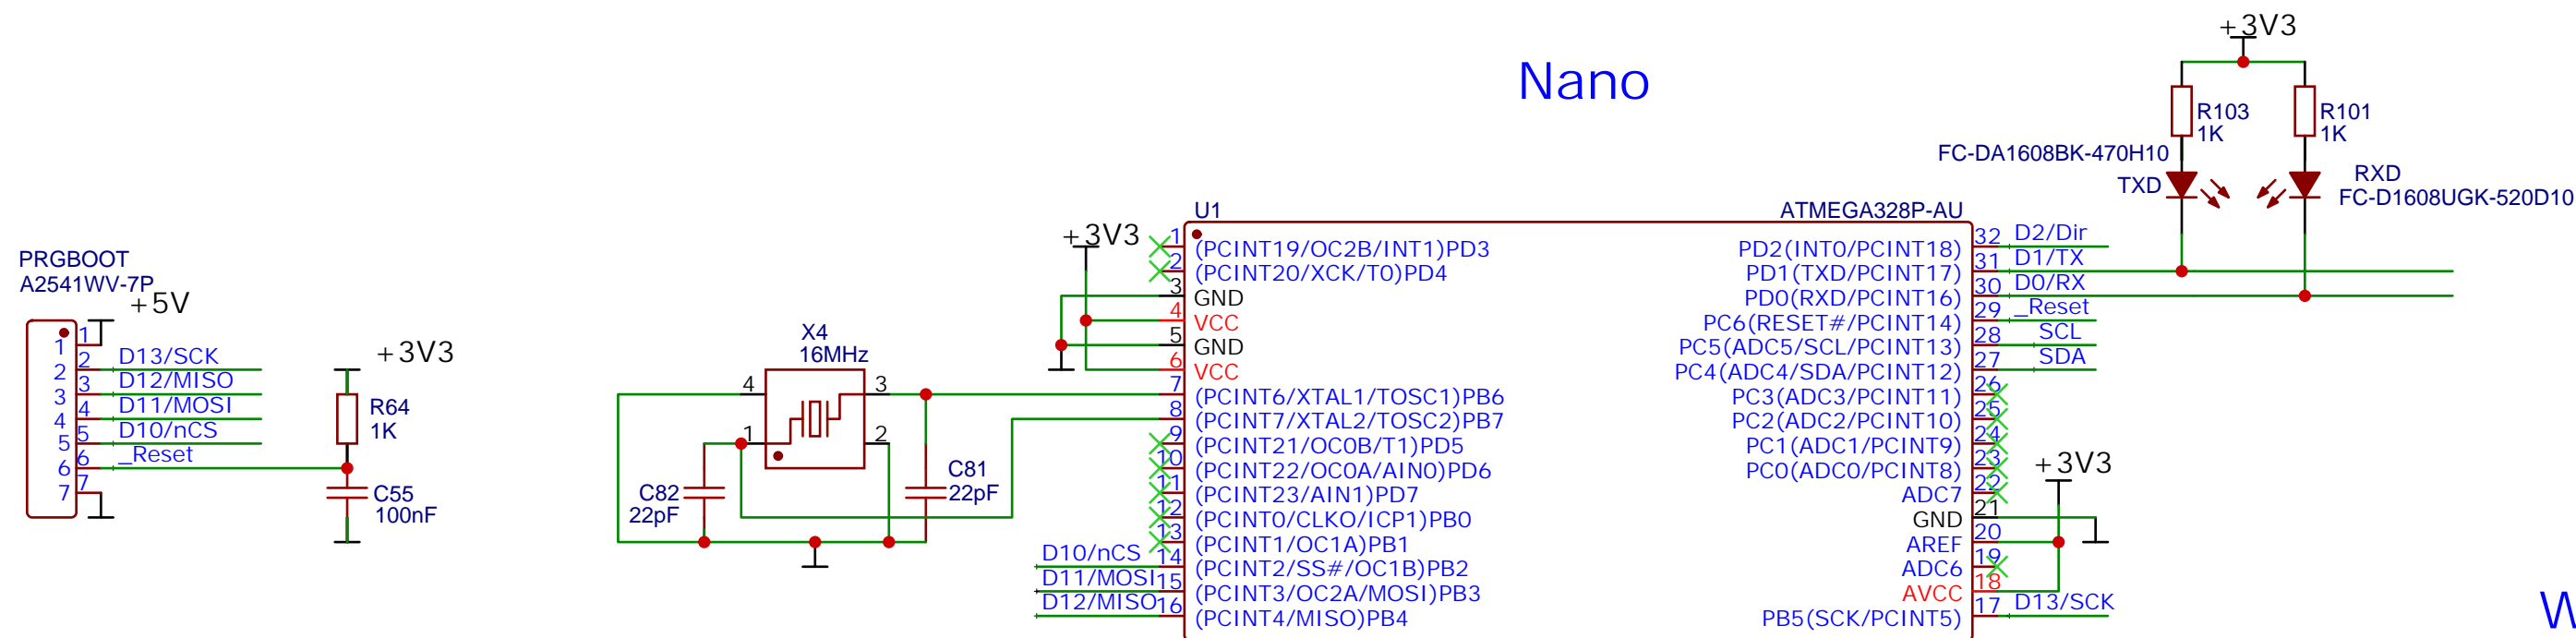 Nano
+3V3
R103
1K
R101
1K
FC-DA1608BK-470H10
TXD
RXD
FC-D1608UGK-520D10
PRGBOOT
A2541WV-7P
+5V
1 1
2 2 D13/SCK
3 3 D12/MISO
4 4 D11/MOSI
5 5 D10/nCS
6 6 _Reset
7 7
+3V3
R64
1K
C55
100nF
X4
16MHz
4 3
1 2
C82
22pF
C81
22pF
+3V3
U1 ATMEGA328P-AU
1 (PCINT19/OC2B/INT1)PD3
2 (PCINT20/XCK/T0)PD4
3 GND
4 VCC
5 GND
6 VCC
7 (PCINT6/XTAL1/TOSC1)PB6
8 (PCINT7/XTAL2/TOSC2)PB7
9 (PCINT21/OC0B/T1)PD5
10 (PCINT22/OC0A/AIN0)PD6
11 (PCINT23/AIN1)PD7
12 (PCINT0/CLKO/ICP1)PB0
13 (PCINT1/OC1A)PB1
D10/nCS 14 (PCINT2/SS#/OC1B)PB2
D11/MOSI 15 (PCINT3/OC2A/MOSI)PB3
D12/MISO 16 (PCINT4/MISO)PB4
PD2(INT0/PCINT18) 32 D2/Dir
PD1(TXD/PCINT17) 31 D1/TX
PD0(RXD/PCINT16) 30 D0/RX
PC6(RESET#/PCINT14) 29 _Reset
PC5(ADC5/SCL/PCINT13) 28 SCL
PC4(ADC4/SDA/PCINT12) 27 SDA
PC3(ADC3/PCINT11) 26
PC2(ADC2/PCINT10) 25
PC1(ADC1/PCINT9) 24
PC0(ADC0/PCINT8) 23
ADC7 22
GND 21
AREF 20
ADC6 19
AVCC 18
PB5(SCK/PCINT5) 17 D13/SCK
+3V3